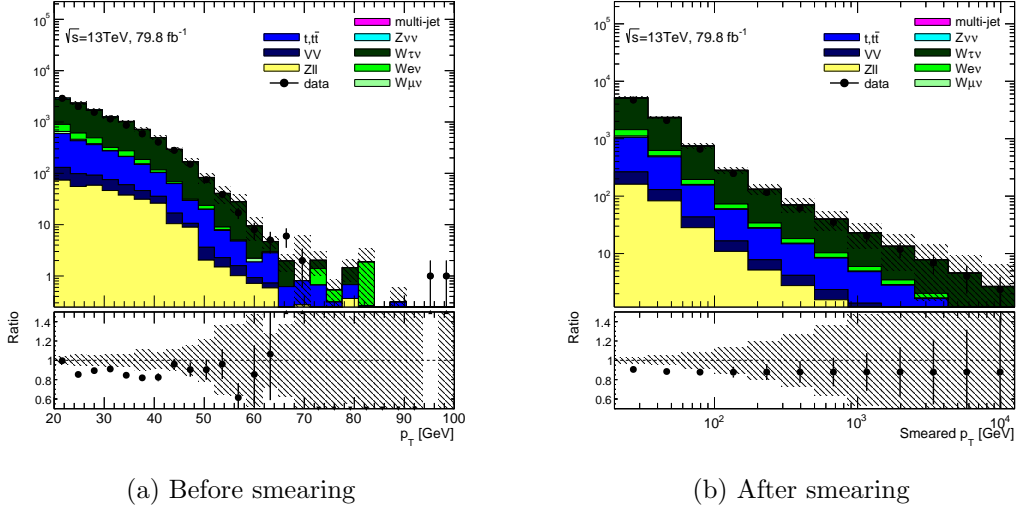 √s=13TeV, 79.8 fb⁻¹
t,tt̄
VV
Zll
data
multi-jet
Zνν
Wτν
Weν
Wμν
10⁵
10⁴
10³
10²
10
1
Ratio
1.4
1.2
1
0.8
0.6
20 30 40 50 60 70 80 90 100
p_T [GeV]
(a) Before smearing
√s=13TeV, 79.8 fb⁻¹
t,tt̄
VV
Zll
data
multi-jet
Zνν
Wτν
Weν
Wμν
10⁵
10⁴
10³
10²
10
Ratio
1.4
1.2
1
0.8
0.6
10² 10³ 10⁴
Smeared p_T [GeV]
(b) After smearing